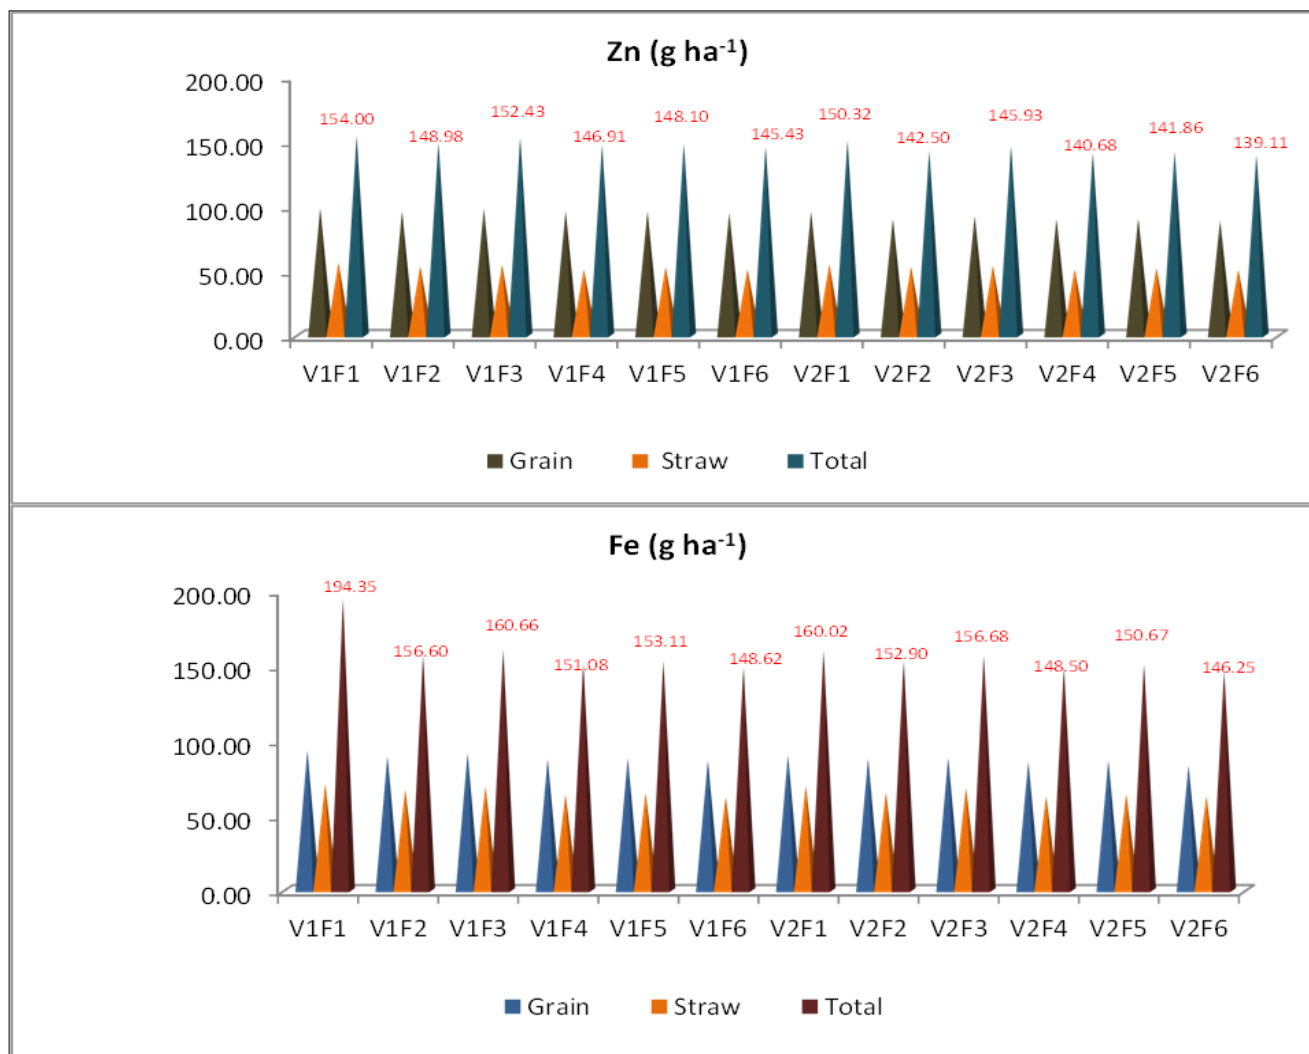 Zn (g ha⁻¹)
200.00
150.00
100.00
50.00
0.00
154.00 148.98 152.43 146.91 148.10 145.43 150.32 142.50 145.93 140.68 141.86 139.11
V1F1 V1F2 V1F3 V1F4 V1F5 V1F6 V2F1 V2F2 V2F3 V2F4 V2F5 V2F6
Grain Straw Total
Fe (g ha⁻¹)
200.00
150.00
100.00
50.00
0.00
194.35 156.60 160.66 151.08 153.11 148.62 160.02 152.90 156.68 148.50 150.67 146.25
V1F1 V1F2 V1F3 V1F4 V1F5 V1F6 V2F1 V2F2 V2F3 V2F4 V2F5 V2F6
Grain Straw Total